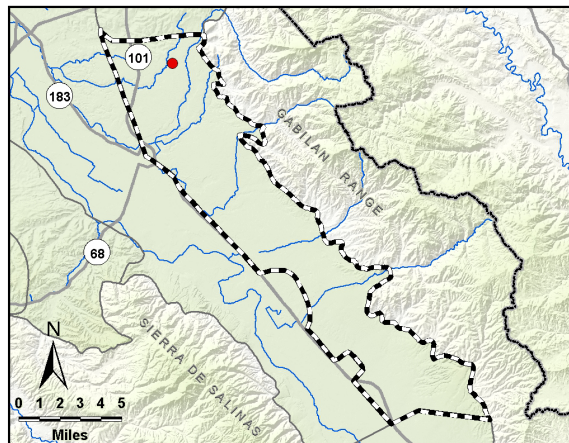 101
183
GABILAN RANGE
68
SIERRA DE SALINAS
N
0 1 2 3 4 5
Miles